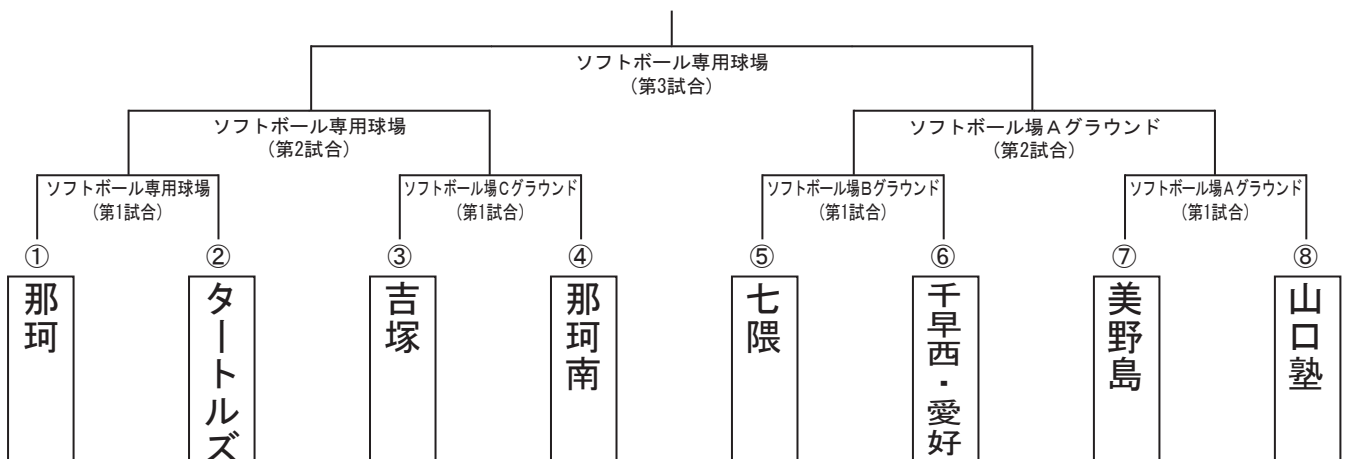 ソフトボール専用球場
(第3試合)
ソフトボール専用球場
(第2試合)
ソフトボール場Aグラウンド
(第2試合)
ソフトボール専用球場
(第1試合)
ソフトボール場Cグラウンド
(第1試合)
ソフトボール場Bグラウンド
(第1試合)
ソフトボール場Aグラウンド
(第1試合)
①
②
③
④
⑤
⑥
⑦
⑧
那珂
タートルズ
吉塚
那珂南
七隈
千早西・愛好
美野島
山口塾